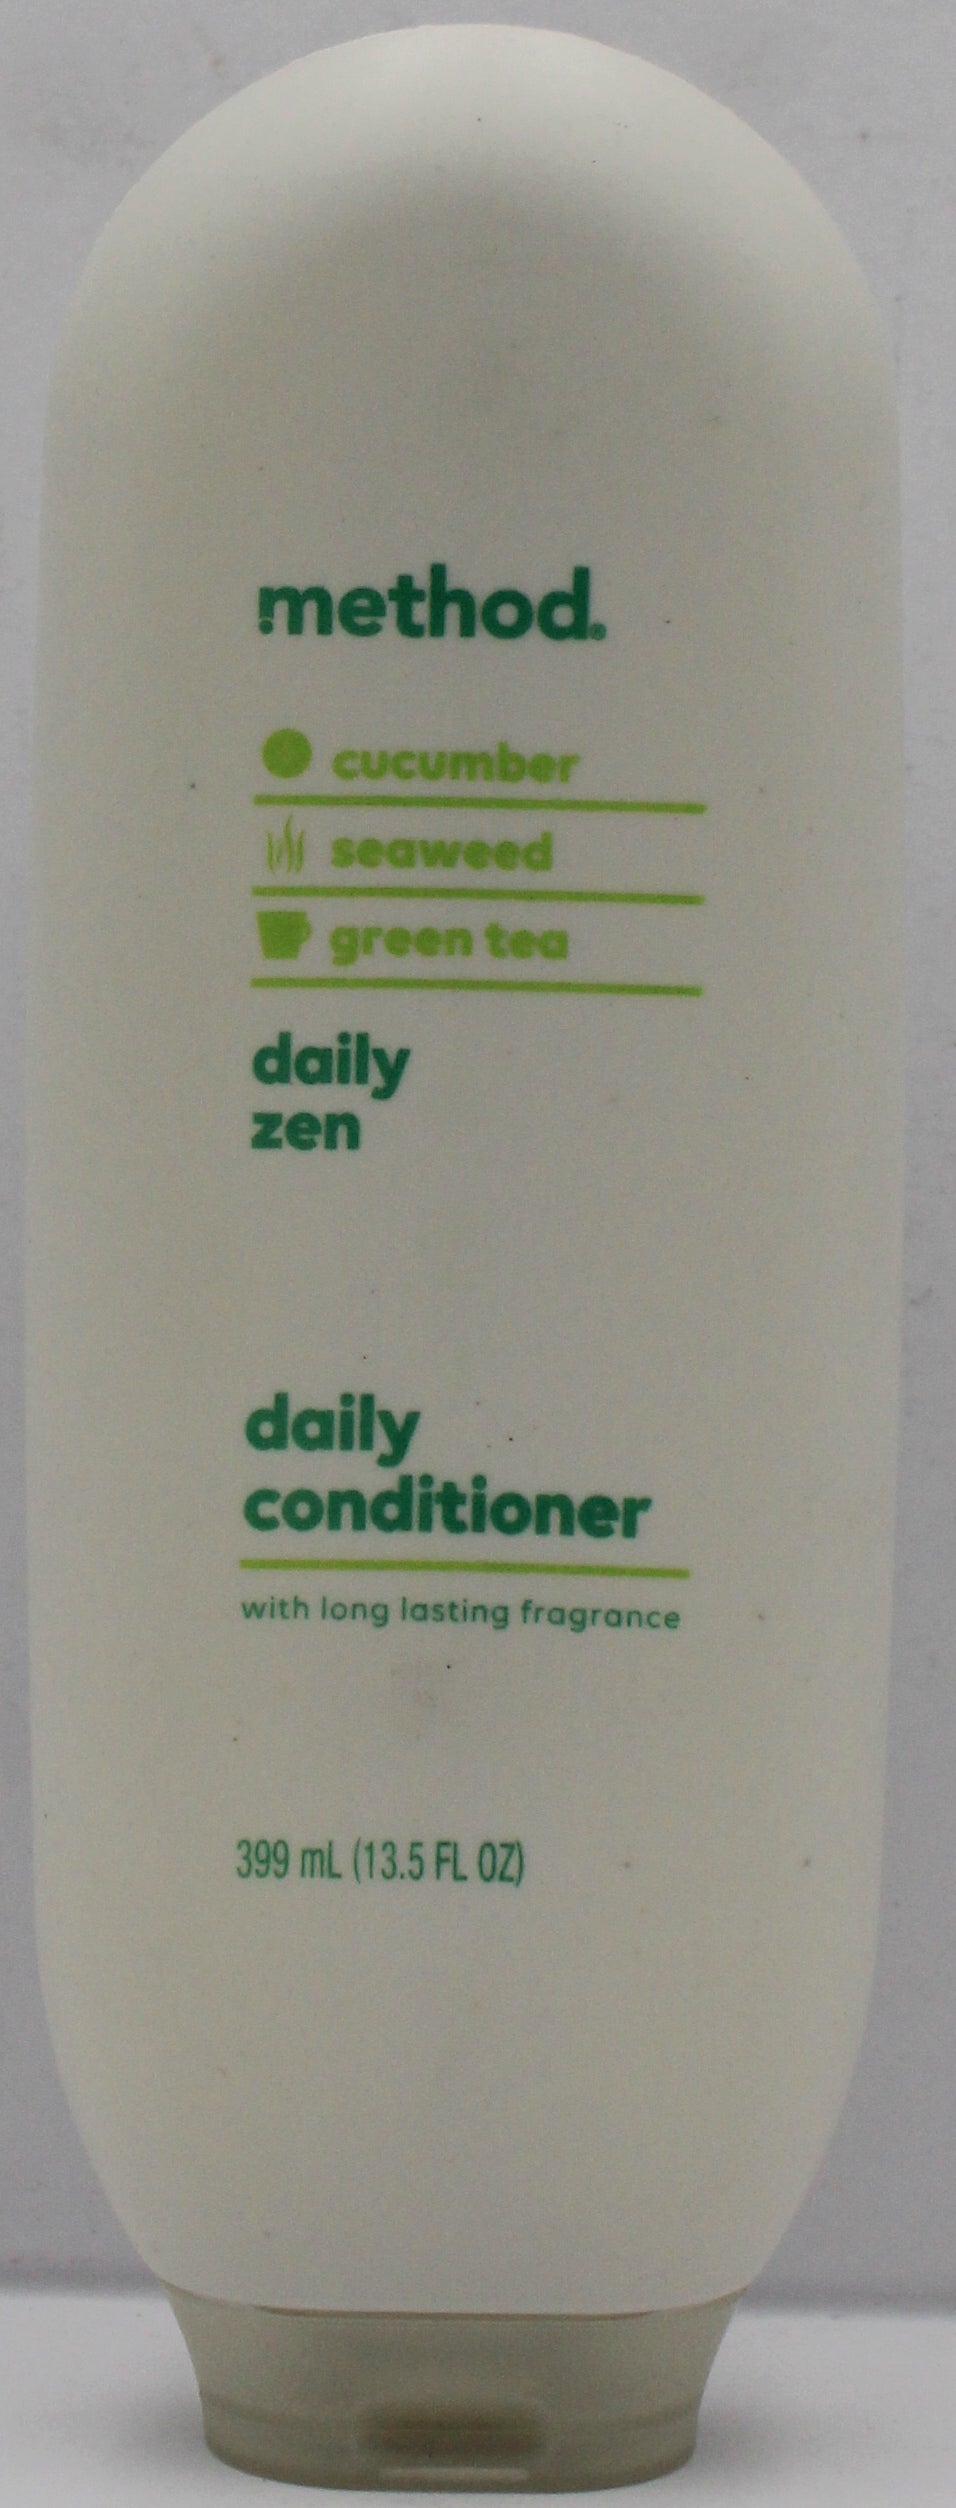 method.
cucumber
seaweed
green tea
daily
zen
daily
conditioner
with long lasting fragrance
399 mL (13.5 FL OZ)